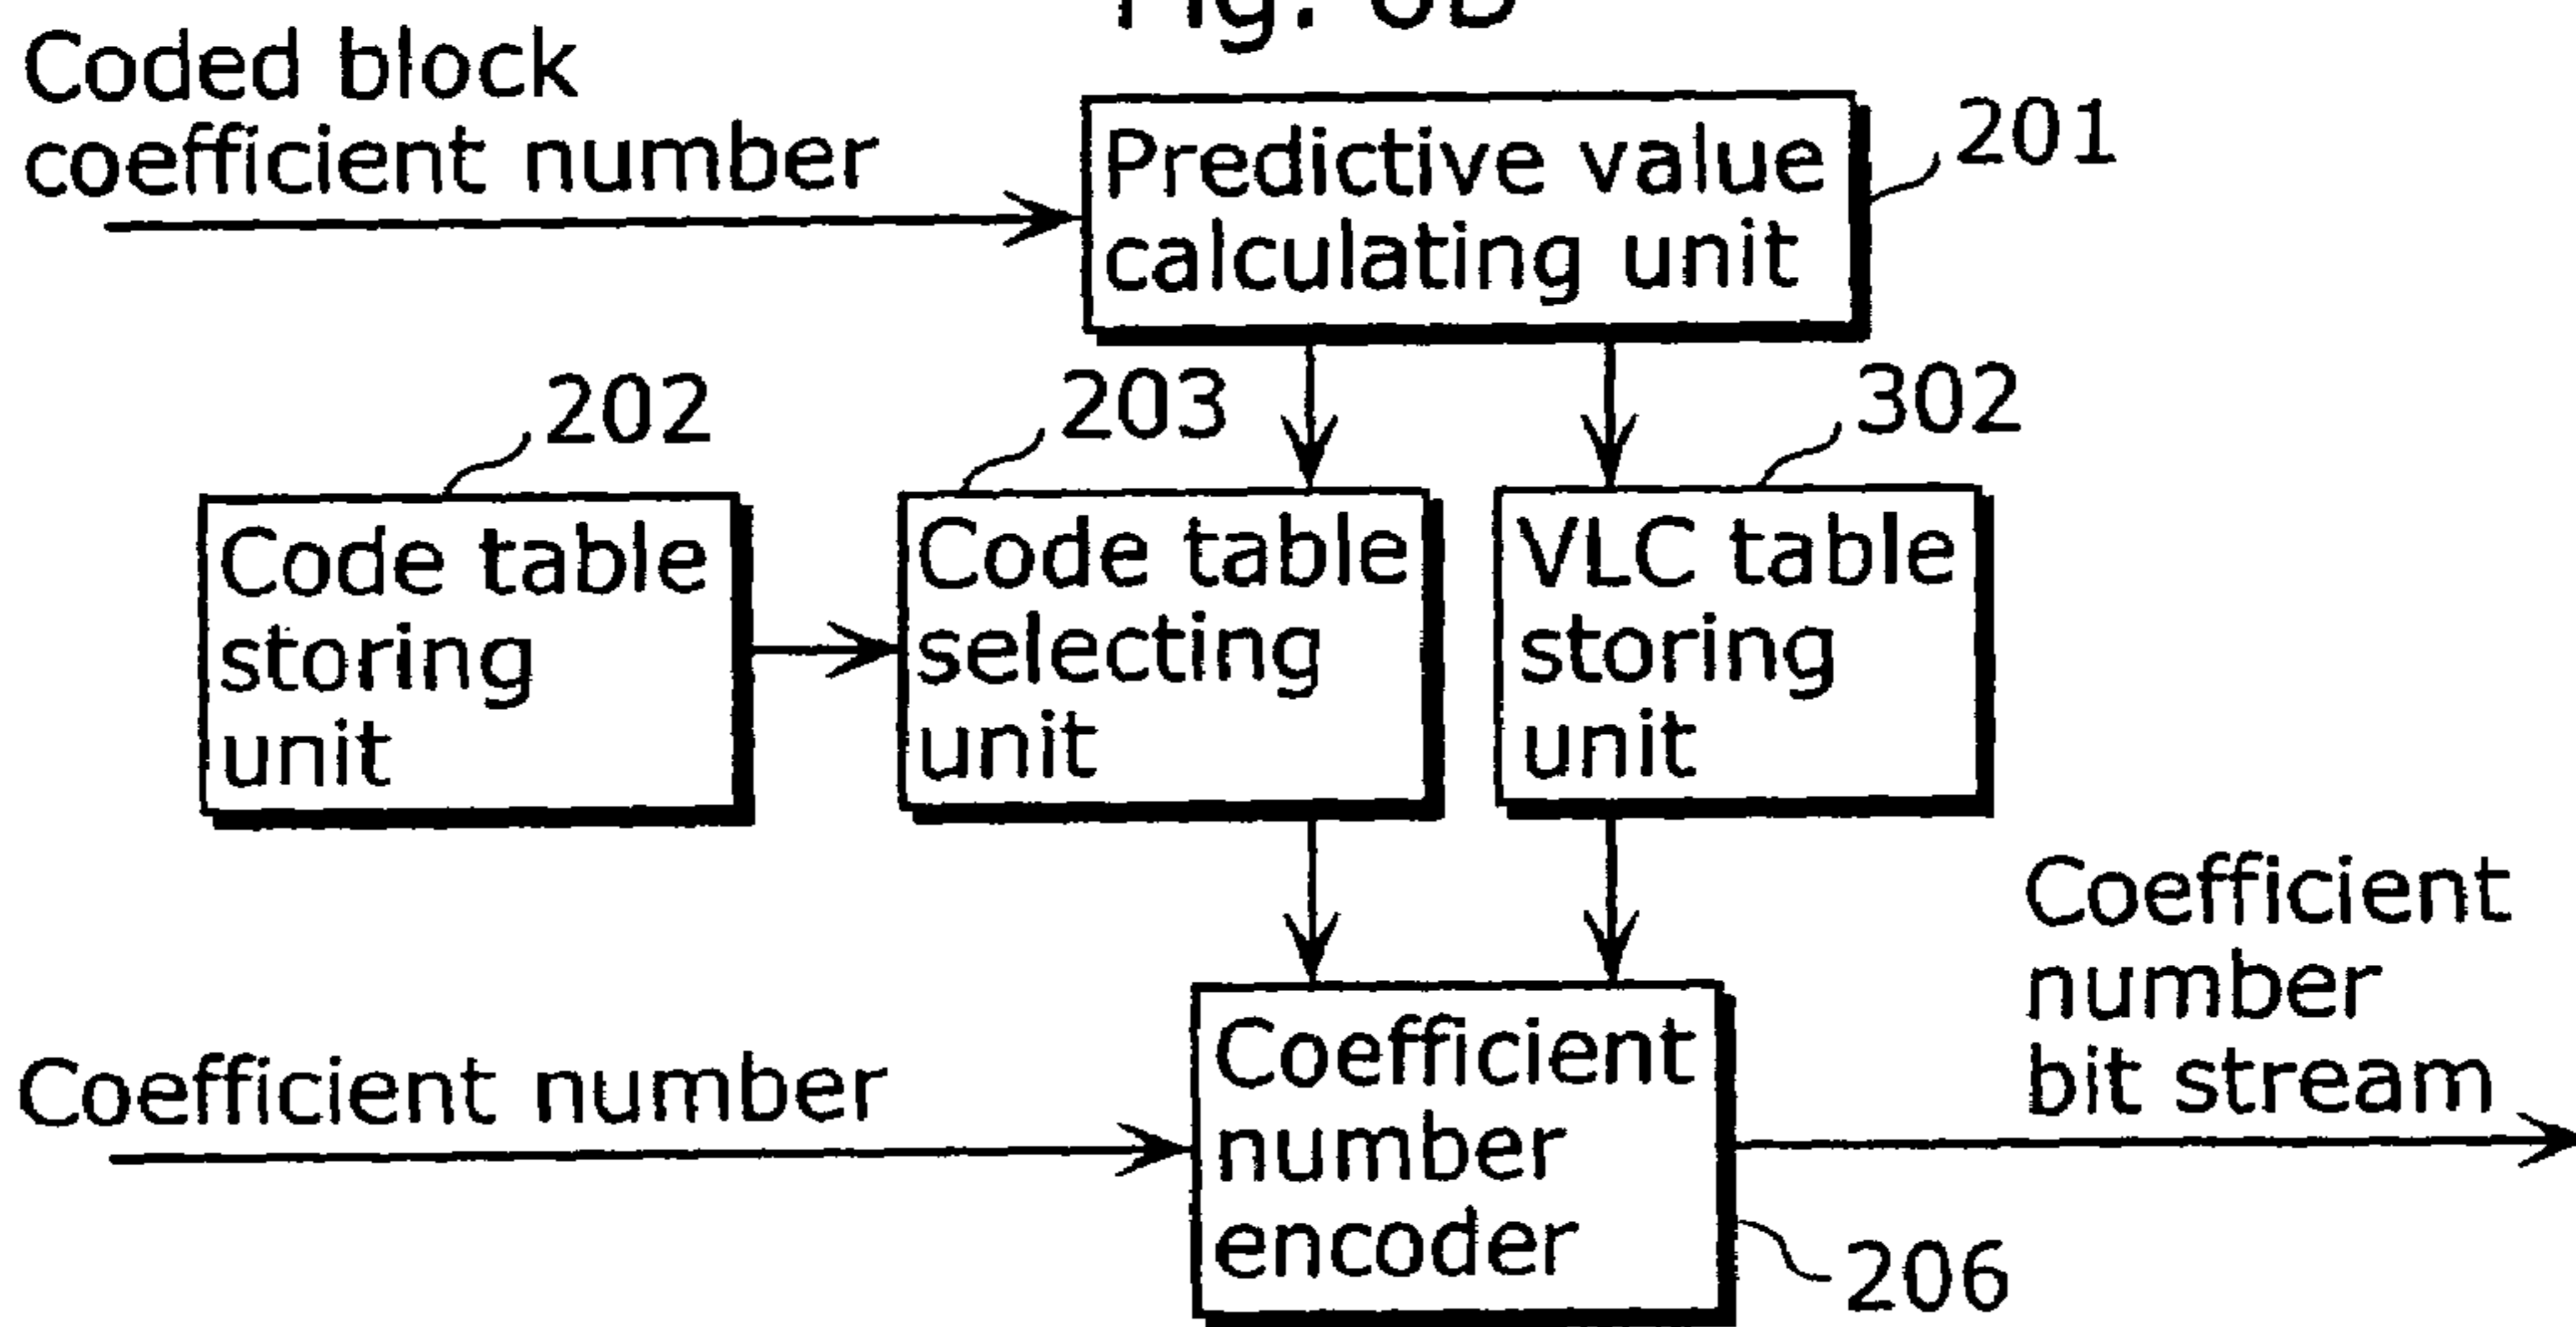 Coded block
coefficient number
Predictive value
calculating unit
201
202
203
302
Code table
storing
unit
Code table
selecting
unit
VLC table
storing
unit
Coefficient
number
bit stream
Coefficient number
Coefficient
number
encoder
206